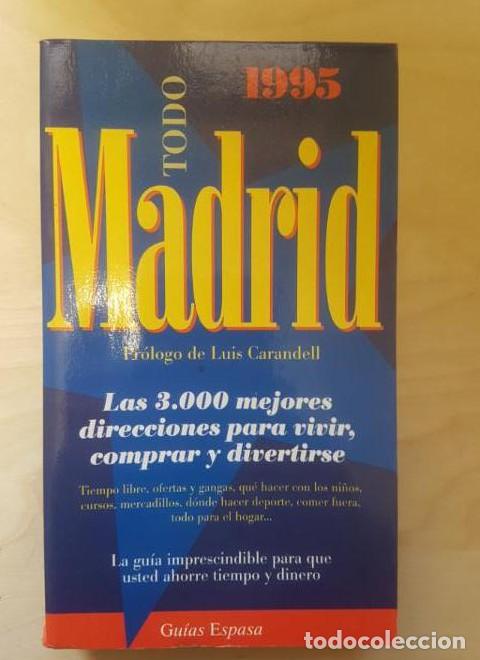 1995
TODO
Madrid
Prólogo de Luis Carandell
Las 3.000 mejores
direcciones para vivir,
comprar y divertirse
Tiempo libre, ofertas y gangas, qué hacer con los niños,
cursos, mercadillos, dónde hacer deporte, comer fuera,
todo para el hogar...
La guía imprescindible para que
usted ahorre tiempo y dinero
Guías Espasa
todocoleccion